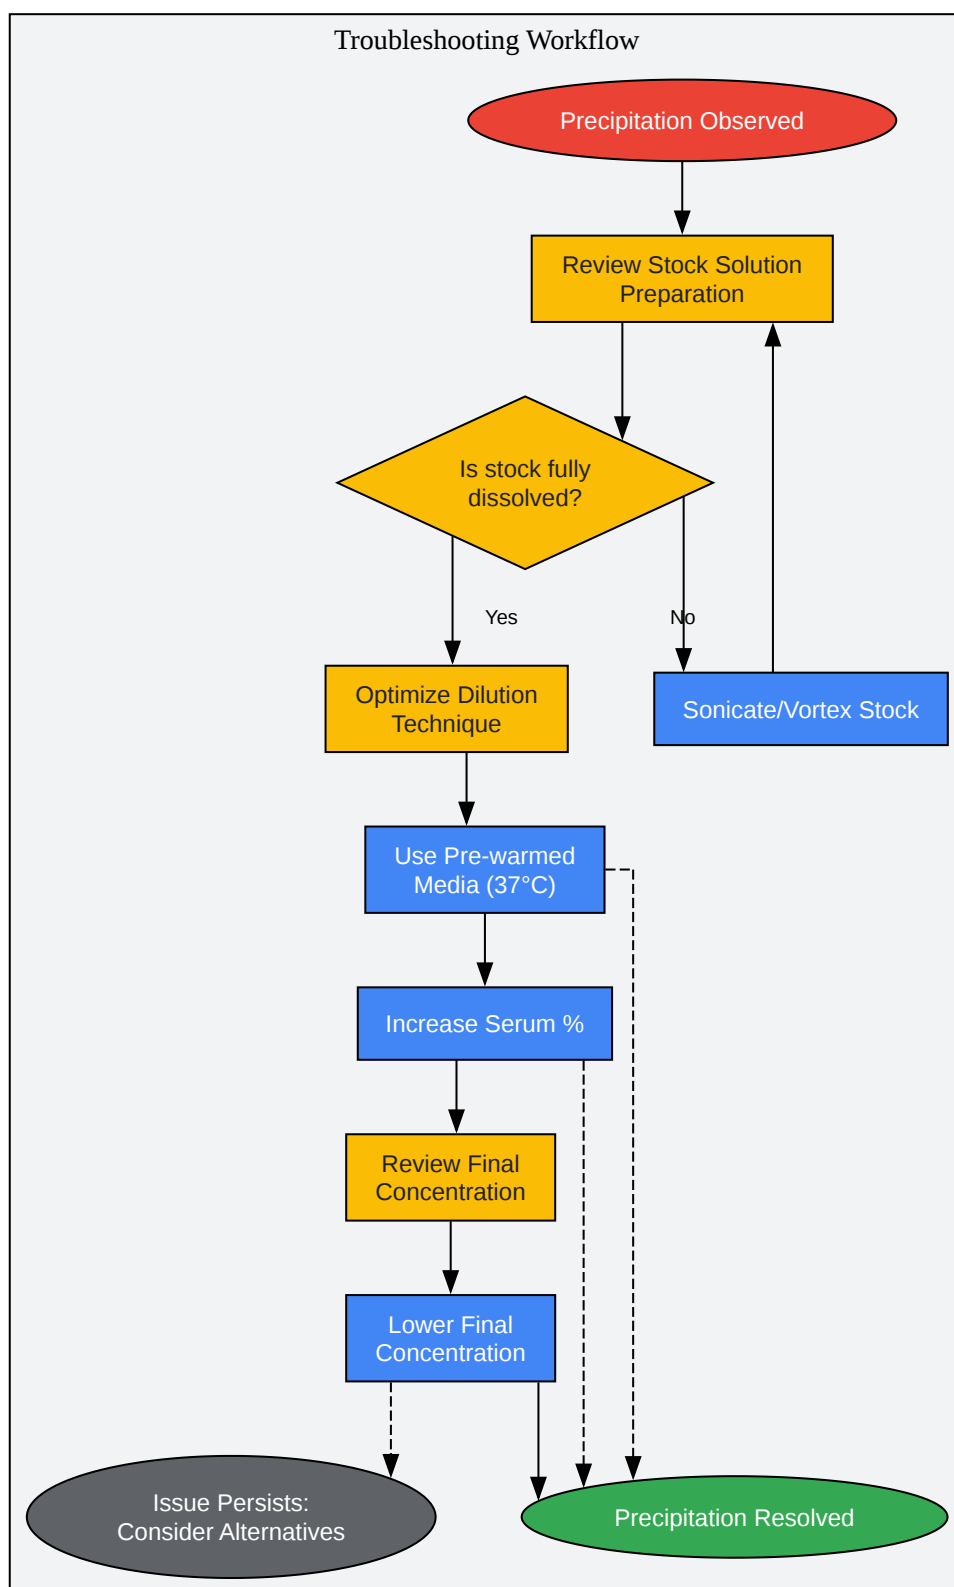 Troubleshooting Workflow
Precipitation Observed
Review Stock Solution
Preparation
Is stock fully
dissolved?
Yes
No
Optimize Dilution
Technique
Sonicate/Vortex Stock
Use Pre-warmed
Media (37°C)
Increase Serum %
Review Final
Concentration
Lower Final
Concentration
Issue Persists:
Consider Alternatives
Precipitation Resolved